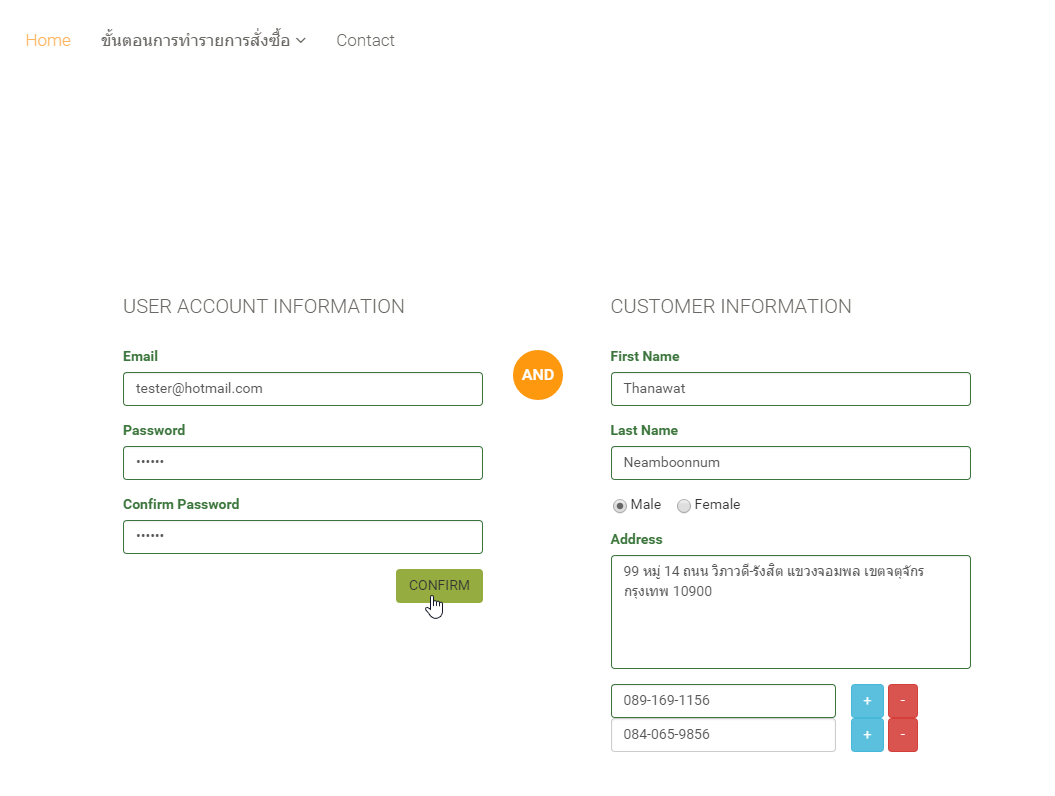 Home ขั้นตอนการทำรายการสั่งซื้อ Contact
USER ACCOUNT INFORMATION
Email
tester@hotmail.com
Password
••••••
Confirm Password
••••••
CONFIRM
AND
CUSTOMER INFORMATION
First Name
Thanawat
Last Name
Neamboonnum
Male Female
Address
99 หมู่ 14 ถนน วิภาวดี-รังสิต แขวงจอมพล เขตจตุจักร
กรุงเทพ 10900
089-169-1156 + -
084-065-9856 + -